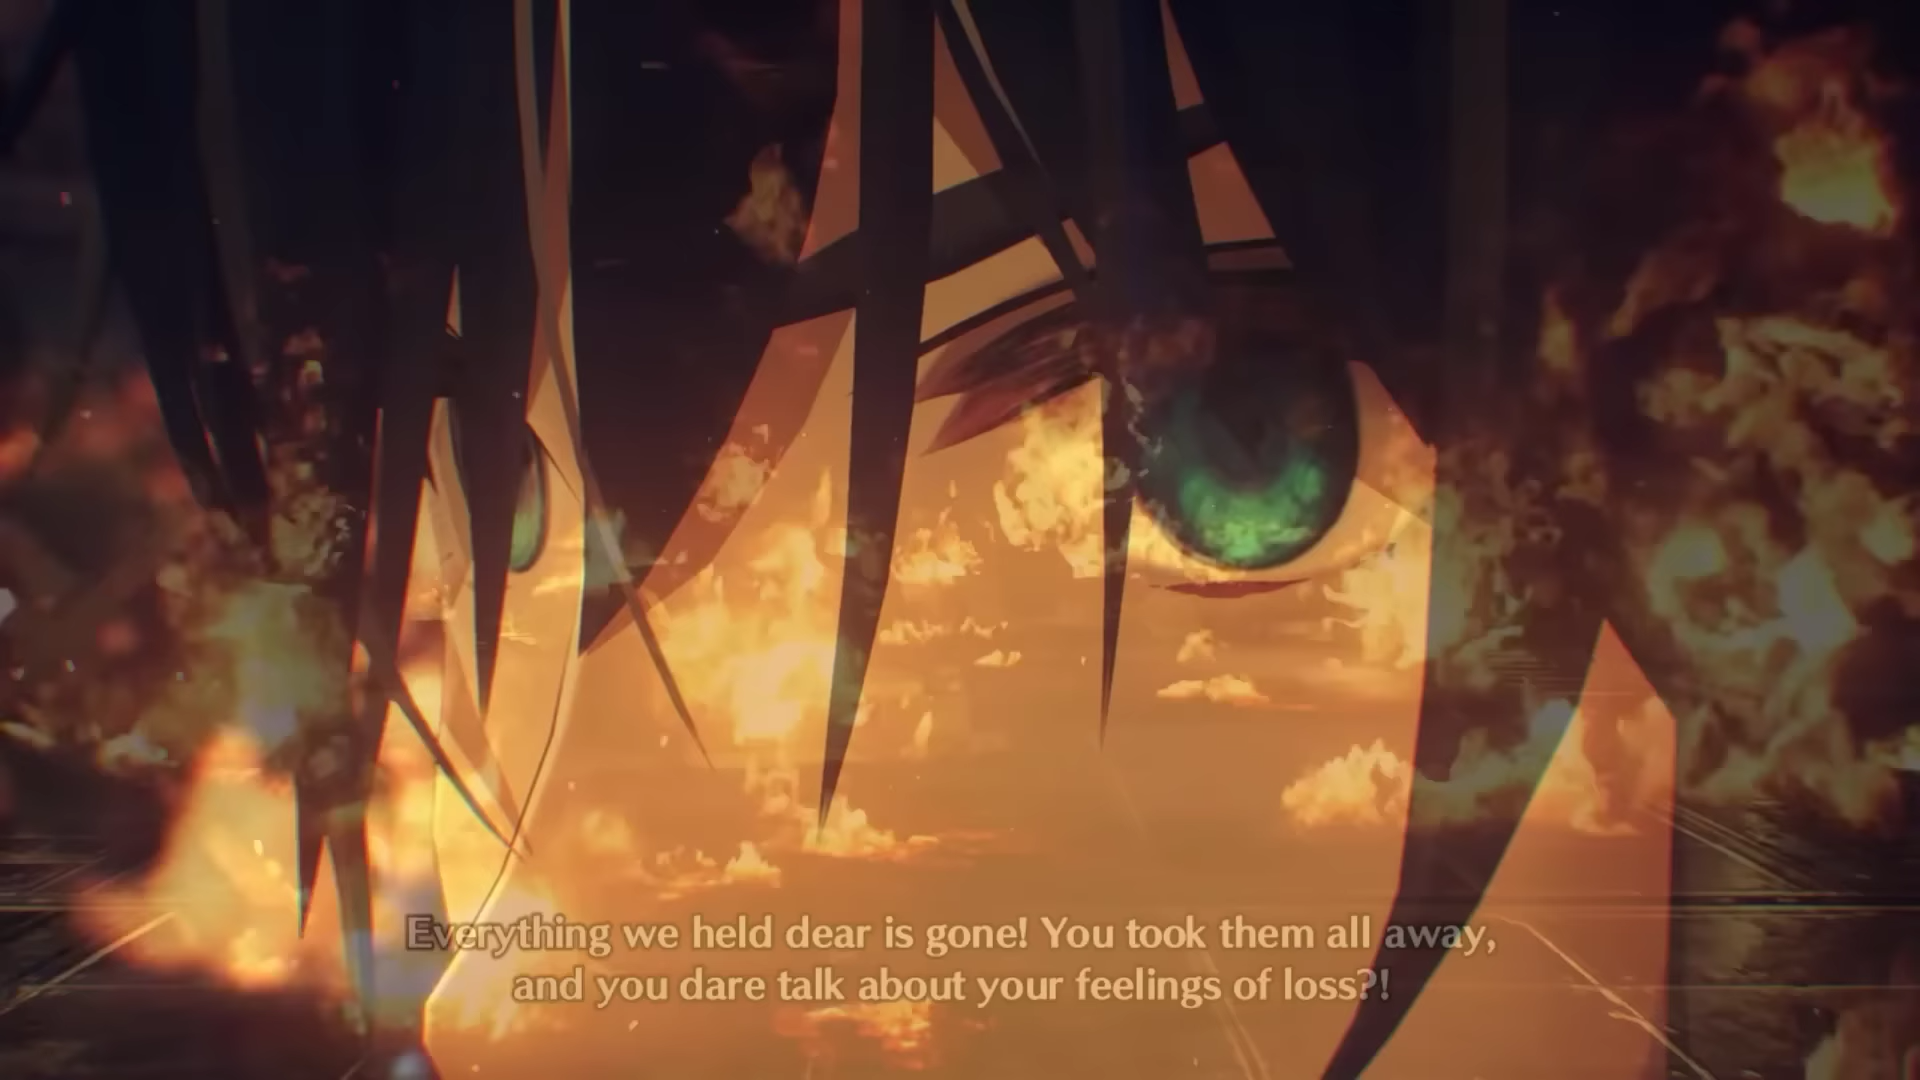 Everything we held dear is gone! You took them all away,
and you dare talk about your feelings of loss?!